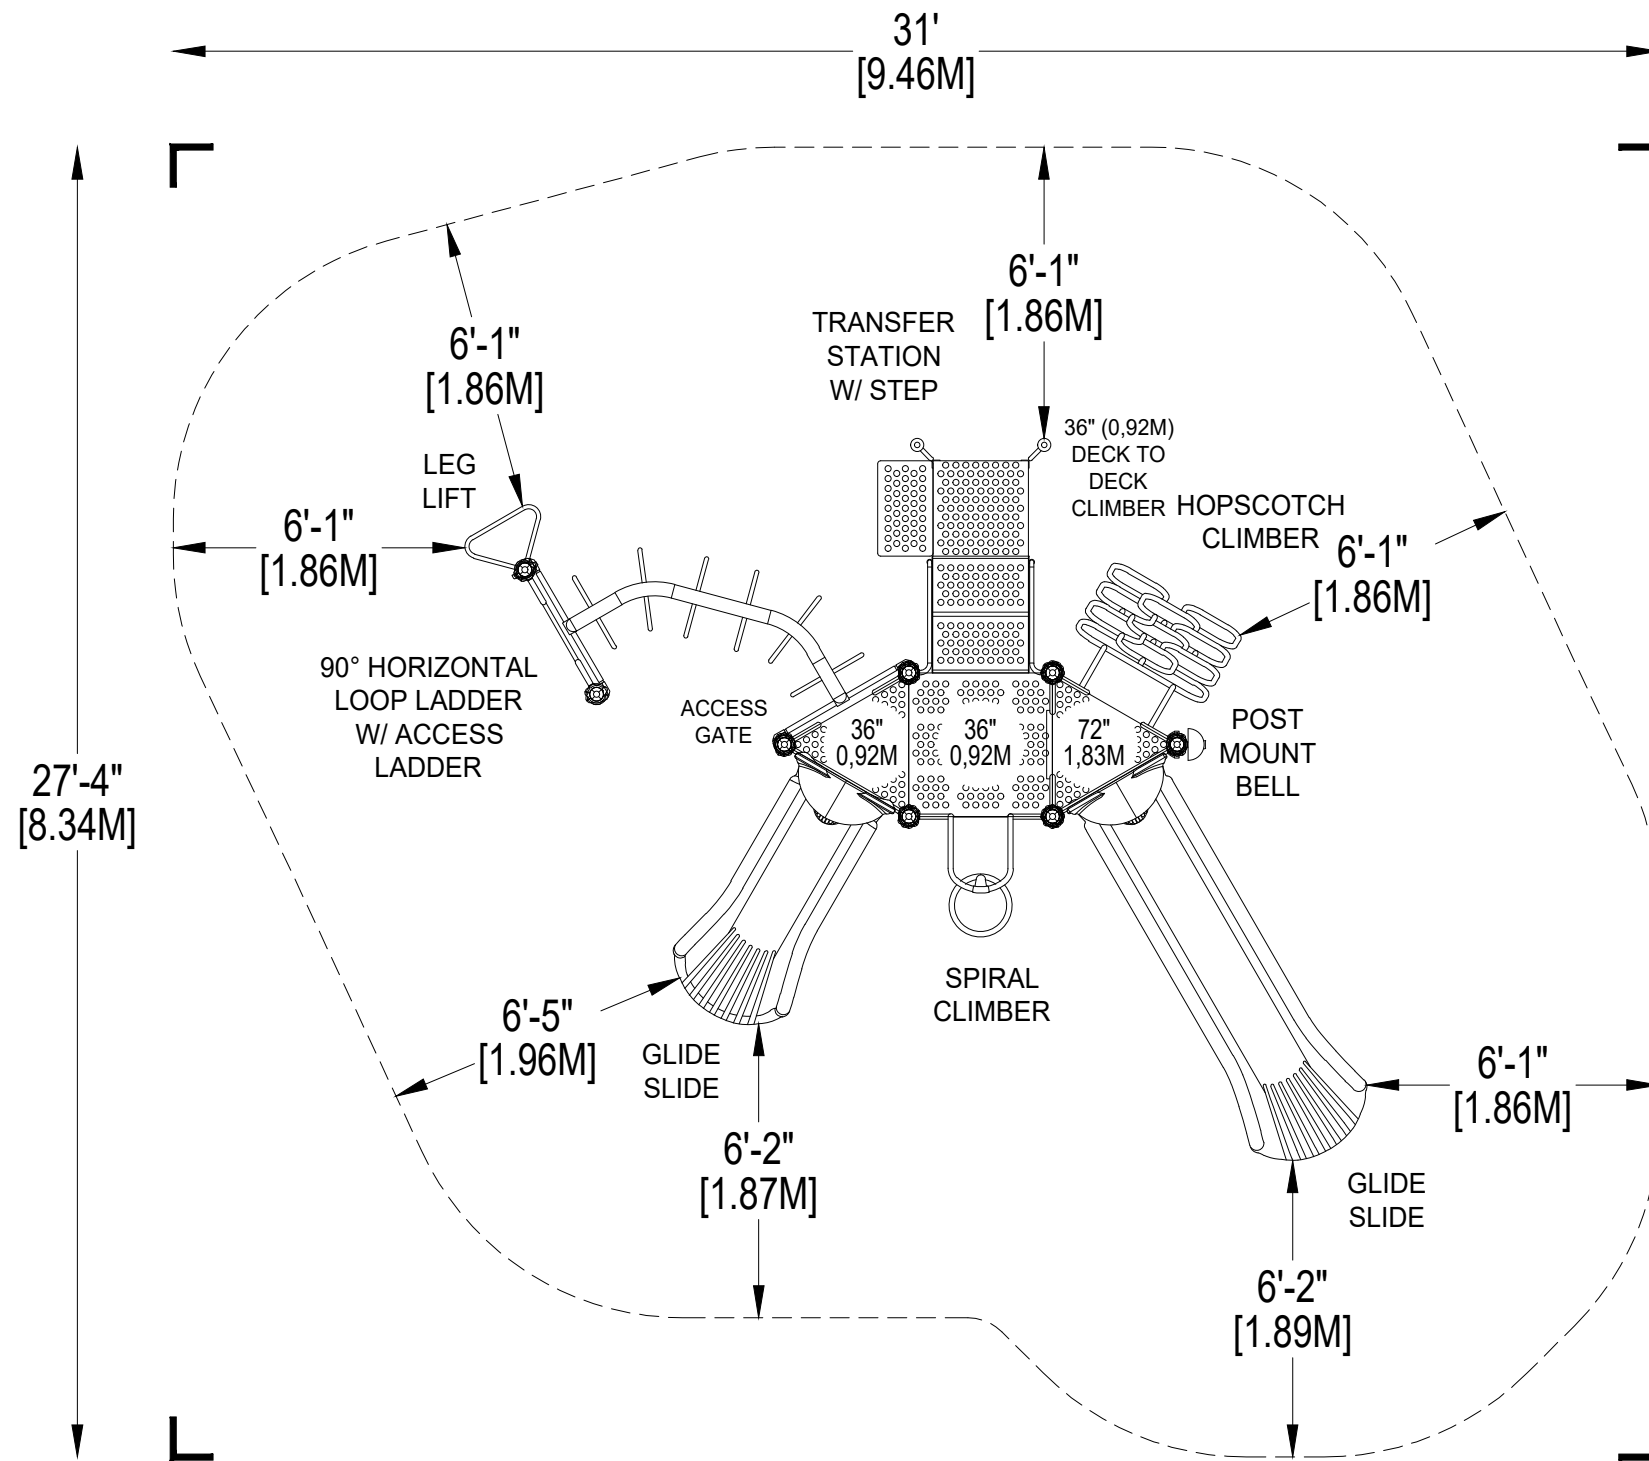 31'
[9.46M]
6'-1"
[1.86M]
TRANSFER
STATION
W/ STEP
6'-1"
[1.86M]
36" (0,92M)
DECK TO
DECK
CLIMBER
HOPSCOTCH
CLIMBER
6'-1"
[1.86M]
LEG
LIFT
6'-1"
[1.86M]
90° HORIZONTAL
LOOP LADDER
W/ ACCESS
LADDER
ACCESS
GATE
36"
0,92M
36"
0,92M
72"
1,83M
POST
MOUNT
BELL
27'-4"
[8.34M]
SPIRAL
CLIMBER
6'-5"
[1.96M]
GLIDE
SLIDE
6'-1"
[1.86M]
6'-2"
[1.87M]
GLIDE
SLIDE
6'-2"
[1.89M]